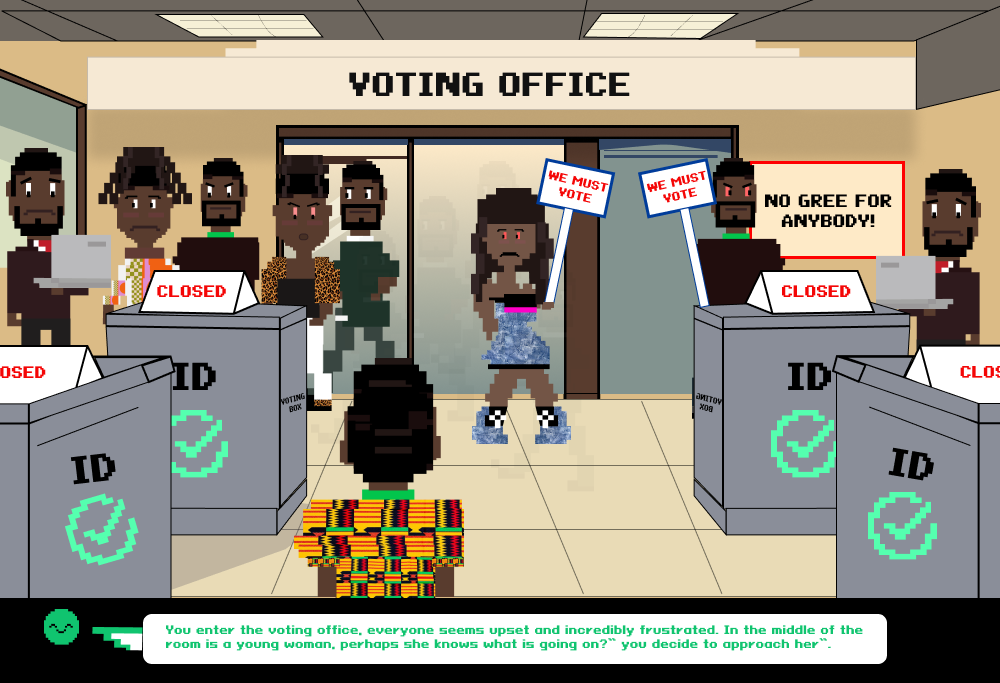 VOTING OFFICE
WE MUST
VOTE
WE MUST
VOTE
NO GREE FOR
ANYBODY!
CLOSED
CLOSED
OSED
CLOS
ID
ID
VOTING
BOX
VOTING
BOX
ID
ID
You enter the voting office, everyone seems upset and incredibly frustrated. In the middle of the
room is a young woman, perhaps she knows what is going on?" you decide to approach her".